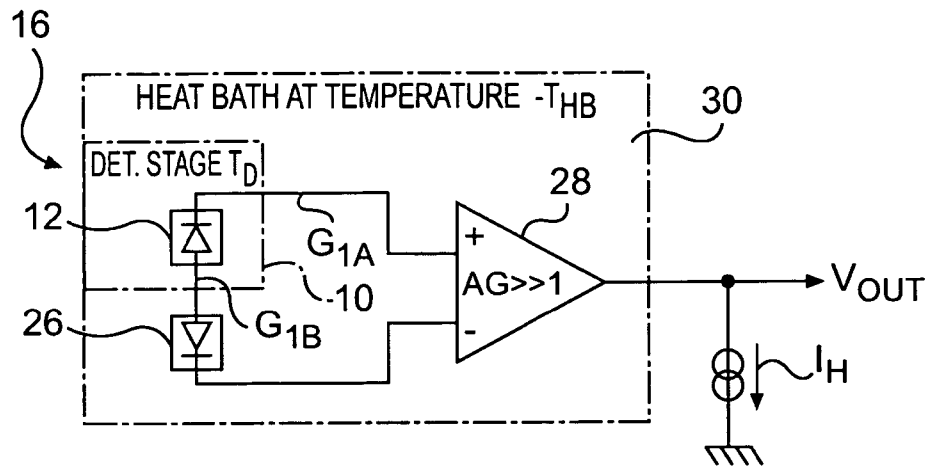 16
HEAT BATH AT TEMPERATURE -THB
30
DET. STAGE TD
12
28
G1A
+
AG>>1
-
-10
VOUT
26
G1B
IH